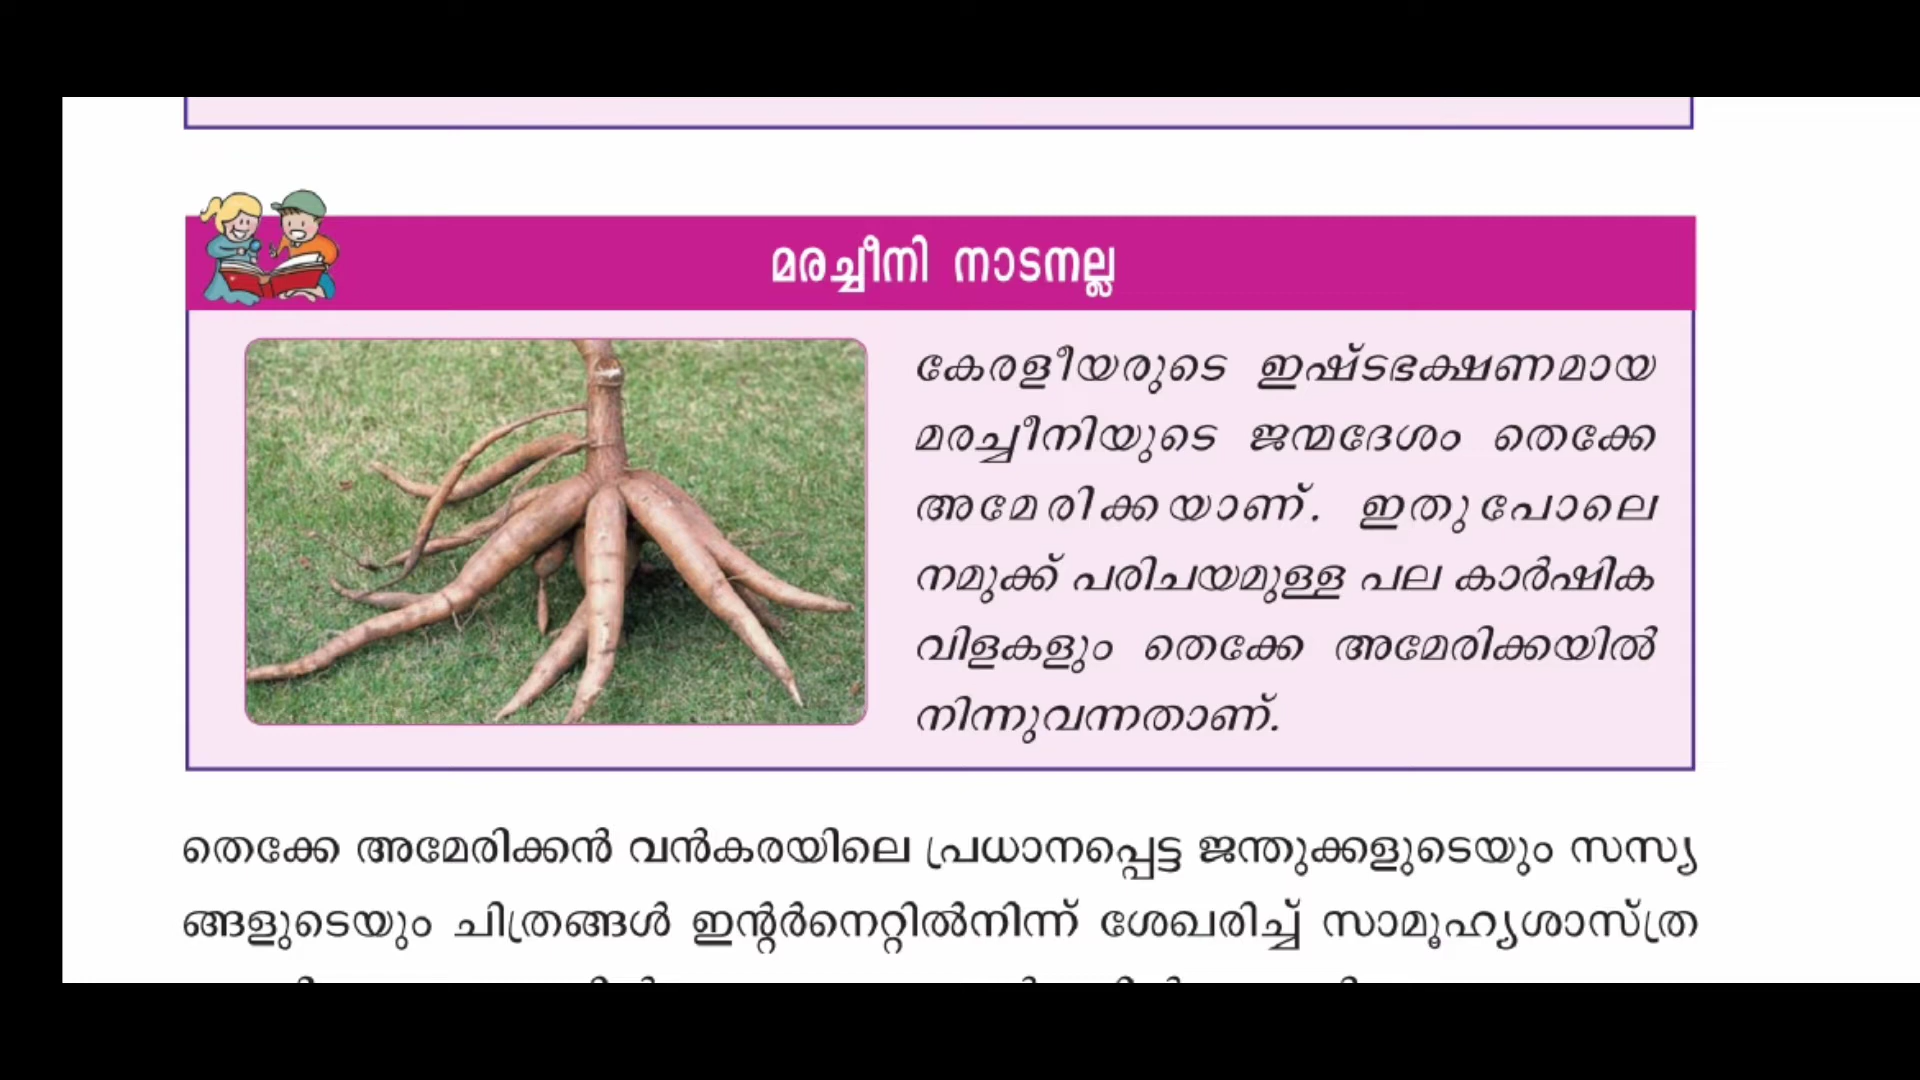 മരച്ചീനി നാടനല്ല
കേരളീയരുടെ ഇഷ്ടഭക്ഷണമായ
മരച്ചീനിയുടെ ജന്മദേശം തെക്കേ
അമേരിക്കയാണ്. ഇതുപോലെ
നമുക്ക് പരിചയമുള്ള പല കാർഷിക
വിളകളും തെക്കേ അമേരിക്കയിൽ
നിന്നുവന്നതാണ്.
തെക്കേ അമേരിക്കൻ വൻകരയിലെ പ്രധാനപ്പെട്ട ജന്തുക്കളുടെയും സസ്യ
ങ്ങളുടെയും ചിത്രങ്ങൾ ഇന്റർനെറ്റിൽനിന്ന് ശേഖരിച്ച് സാമൂഹ്യശാസ്ത്ര